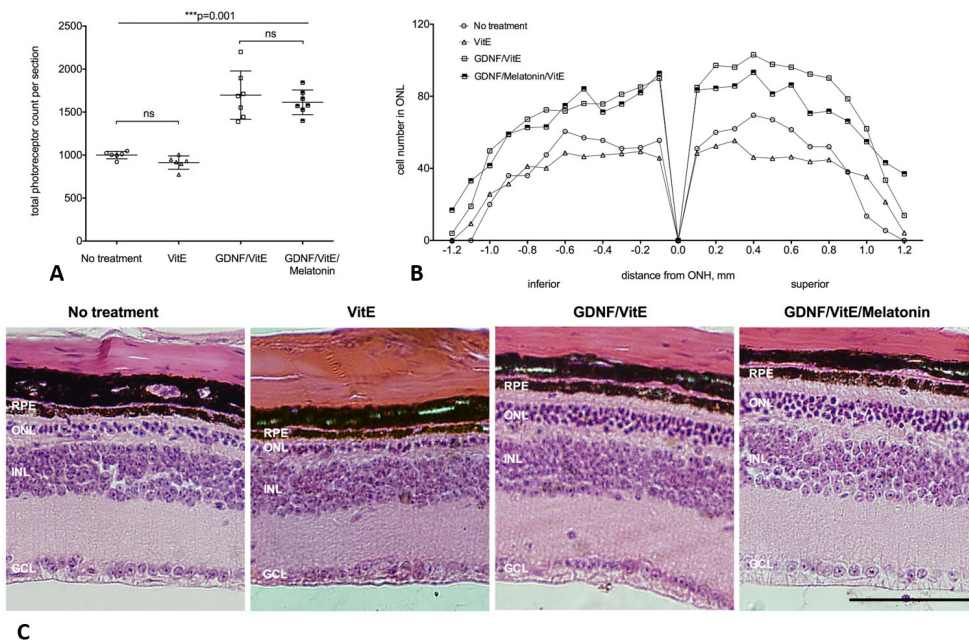 ***p=0.001
ns
ns
total photoreceptor count per section
2500
2000
1500
1000
500
0
No treatment
VitE
GDNF/VitE
GDNF/VitE/
Melatonin
A
No treatment
VitE
GDNF/VitE
GDNF/Melatonin/VitE
cell number in ONL
120
80
40
0
-1.2 -1.0 -0.8 -0.6 -0.4 -0.2 0.0 0.2 0.4 0.6 0.8 1.0 1.2
distance from ONH, mm
inferior
superior
B
No treatment
VitE
GDNF/VitE
GDNF/VitE/Melatonin
RPE
ONL
INL
GCL
RPE
ONL
INL
GCL
RPE
ONL
INL
GCL
RPE
ONL
INL
GCL
C